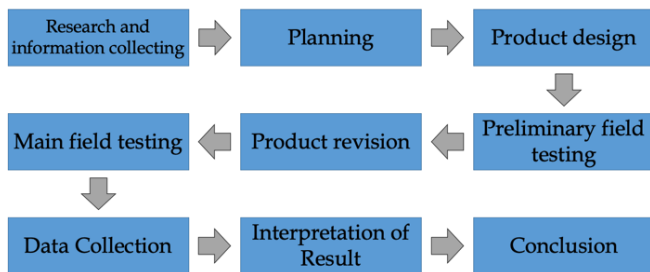 Research and
information collecting
Planning
Product design
Preliminary field
testing
Product revision
Main field testing
Data Collection
Interpretation of
Result
Conclusion